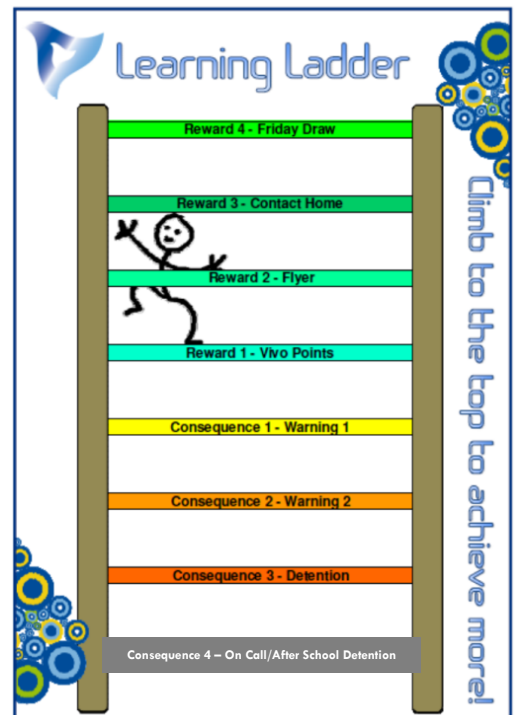 Learning Ladder
Reward 4 - Friday Draw
Reward 3 - Contact Home
Reward 2 - Flyer
Reward 1 - Vivo Points
Consequence 1 - Warning 1
Consequence 2 - Warning 2
Consequence 3 - Detention
Consequence 4 – On Call/After School Detention
Climb to the top to achieve more!